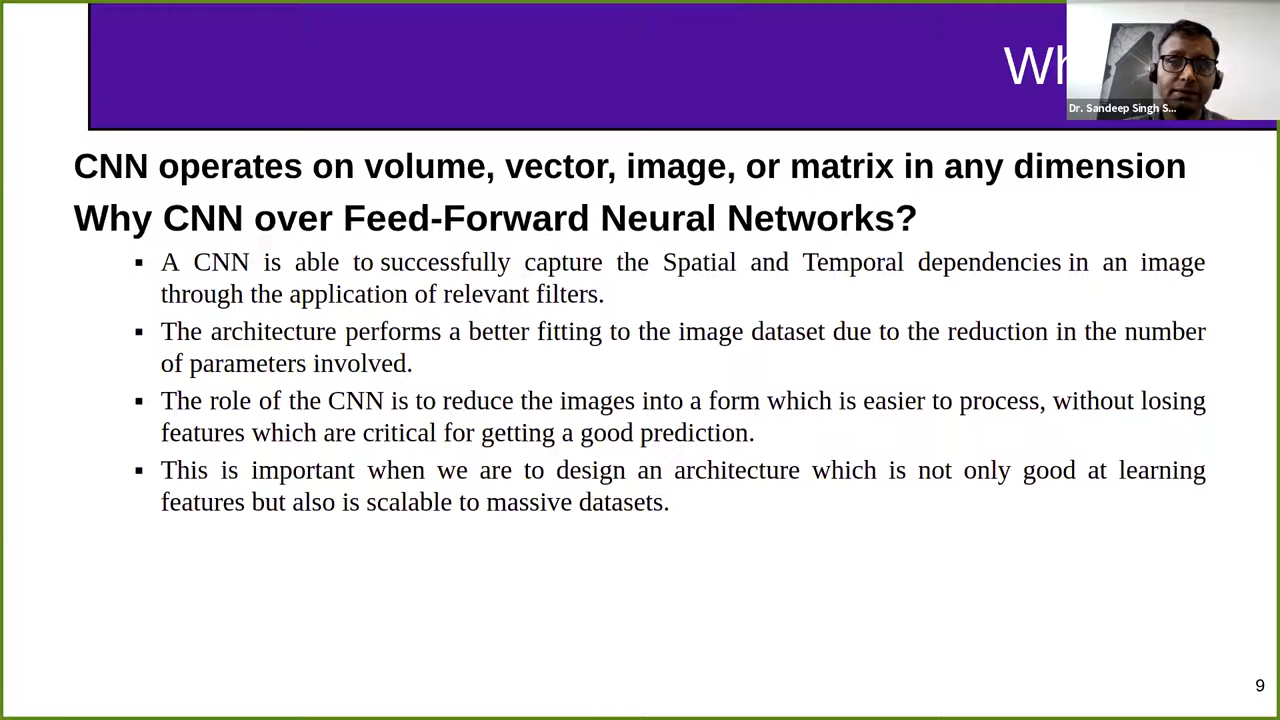 Wh
Dr. Sandeep Singh S...
CNN operates on volume, vector, image, or matrix in any dimension
Why CNN over Feed-Forward Neural Networks?
▪ A CNN is able to successfully capture the Spatial and Temporal dependencies in an image
through the application of relevant filters.
▪ The architecture performs a better fitting to the image dataset due to the reduction in the number
of parameters involved.
▪ The role of the CNN is to reduce the images into a form which is easier to process, without losing
features which are critical for getting a good prediction.
▪ This is important when we are to design an architecture which is not only good at learning
features but also is scalable to massive datasets.
9